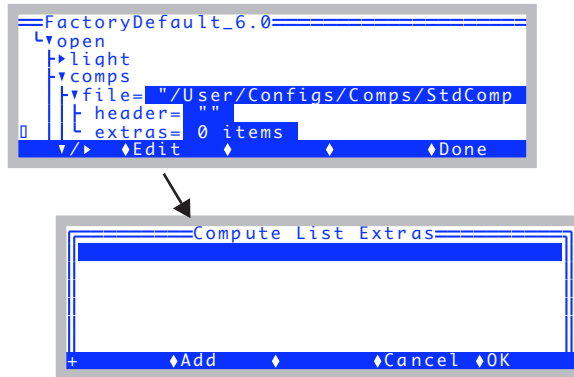 FactoryDefault_6.0
open
light
comps
file= "/User/Configs/Comps/StdComp
header= ""
extras= 0 items
▾/▸ ♦Edit ♦ ♦ ♦Done
Compute List Extras
+ ♦Add ♦ ♦Cancel ♦OK